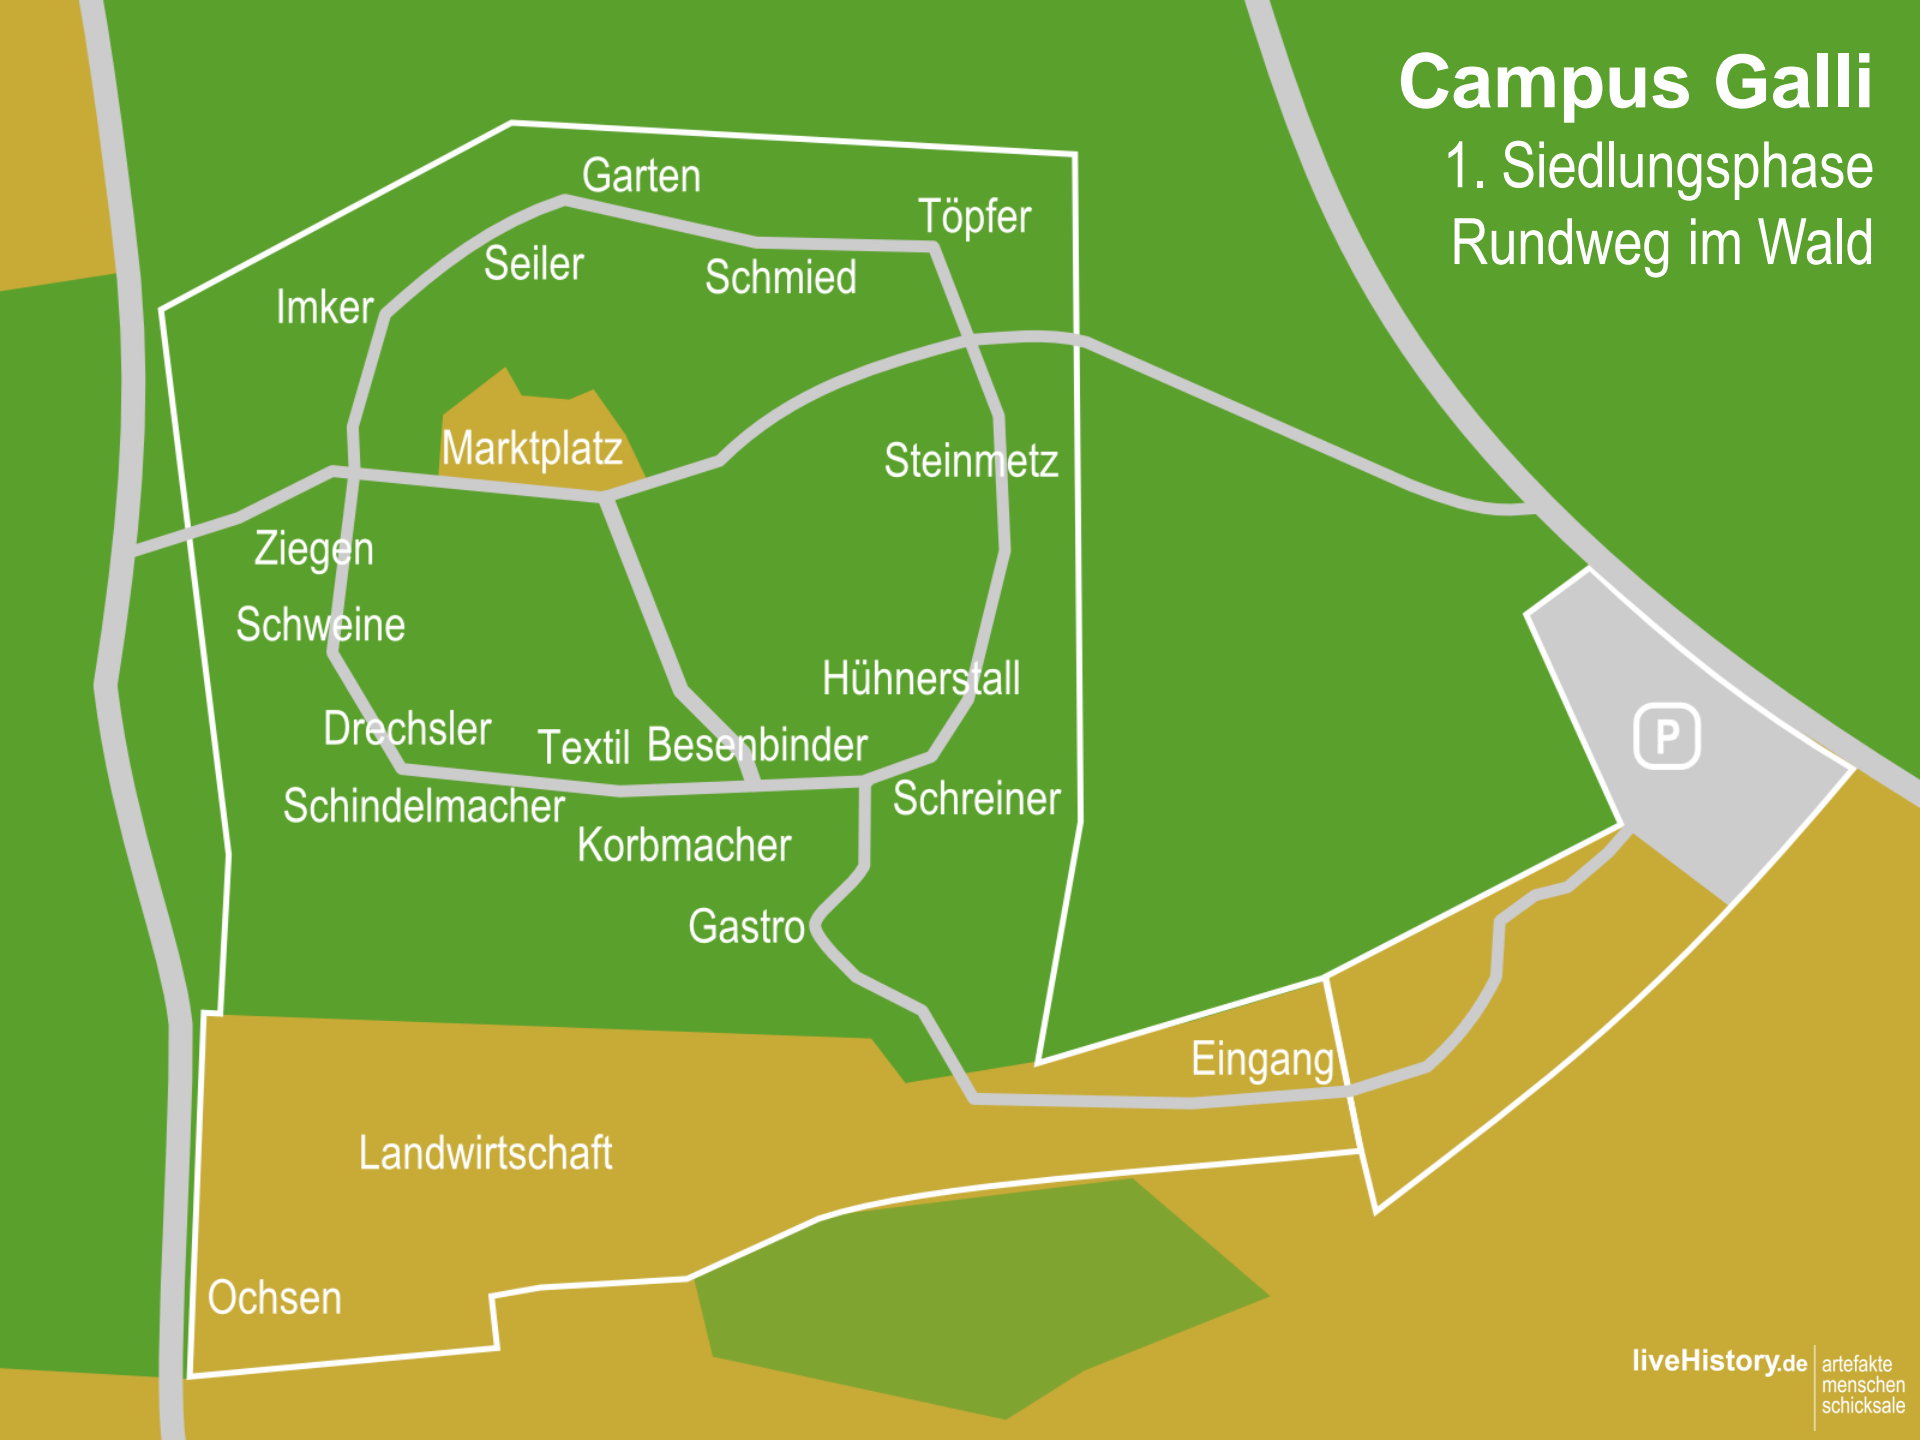 Campus Galli
1. Siedlungsphase
Rundweg im Wald
Garten
Töpfer
Seiler
Schmied
Imker
Marktplatz
Steinmetz
Ziegen
Schweine
Hühnerstall
Drechsler
Textil
Besenbinder
P
Schindelmacher
Schreiner
Korbmacher
Gastro
Eingang
Landwirtschaft
Ochsen
liveHistory.de
artefakte
menschen
schicksale